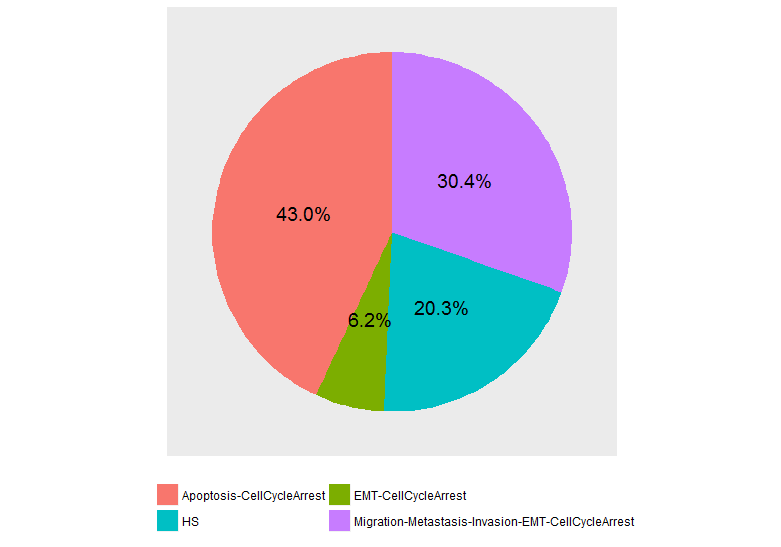 30.4%
43.0%
20.3%
6.2%
Apoptosis-CellCycleArrest EMT-CellCycleArrest
HS Migration-Metastasis-Invasion-EMT-CellCycleArrest